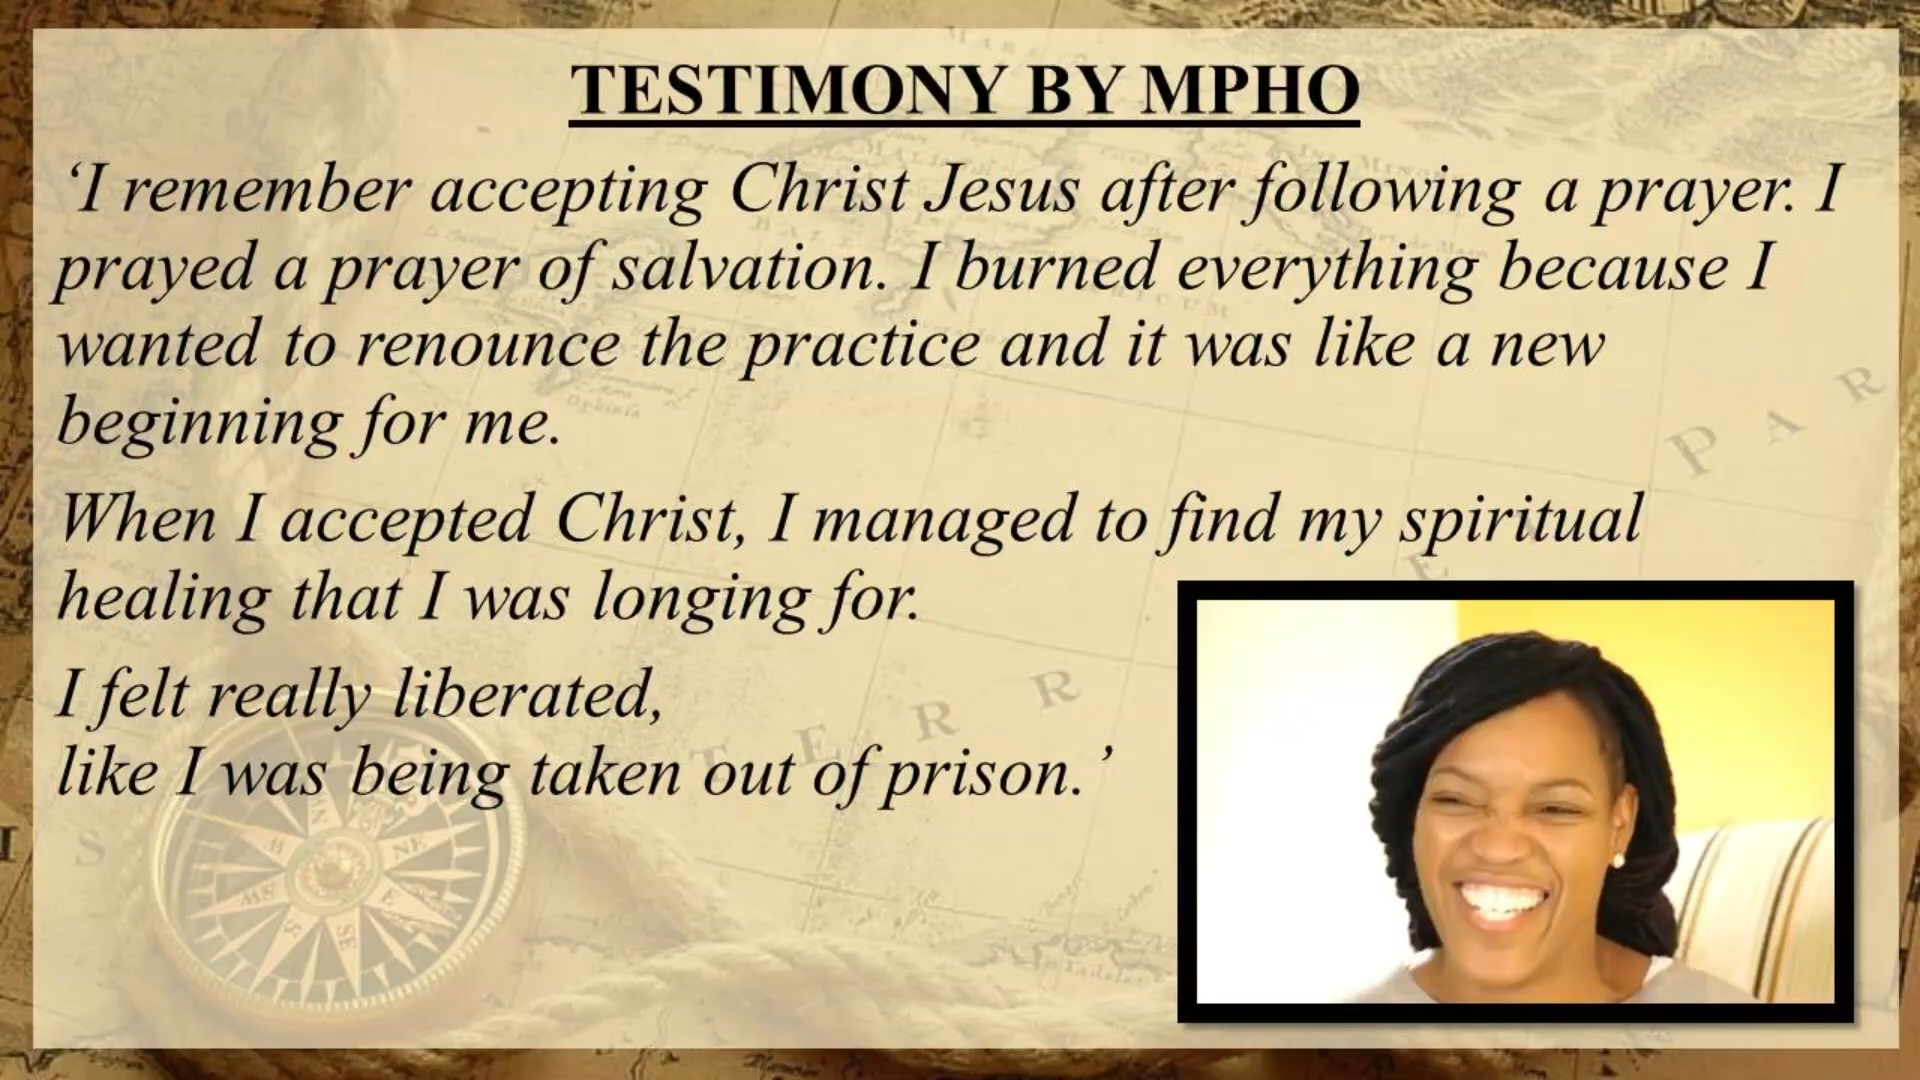 TESTIMONY BY MPHO
‘I remember accepting Christ Jesus after following a prayer. I
prayed a prayer of salvation. I burned everything because I
wanted to renounce the practice and it was like a new
beginning for me.
When I accepted Christ, I managed to find my spiritual
healing that I was longing for.
I felt really liberated,
like I was being taken out of prison.’
P A R
T E R R
NE
SE
S